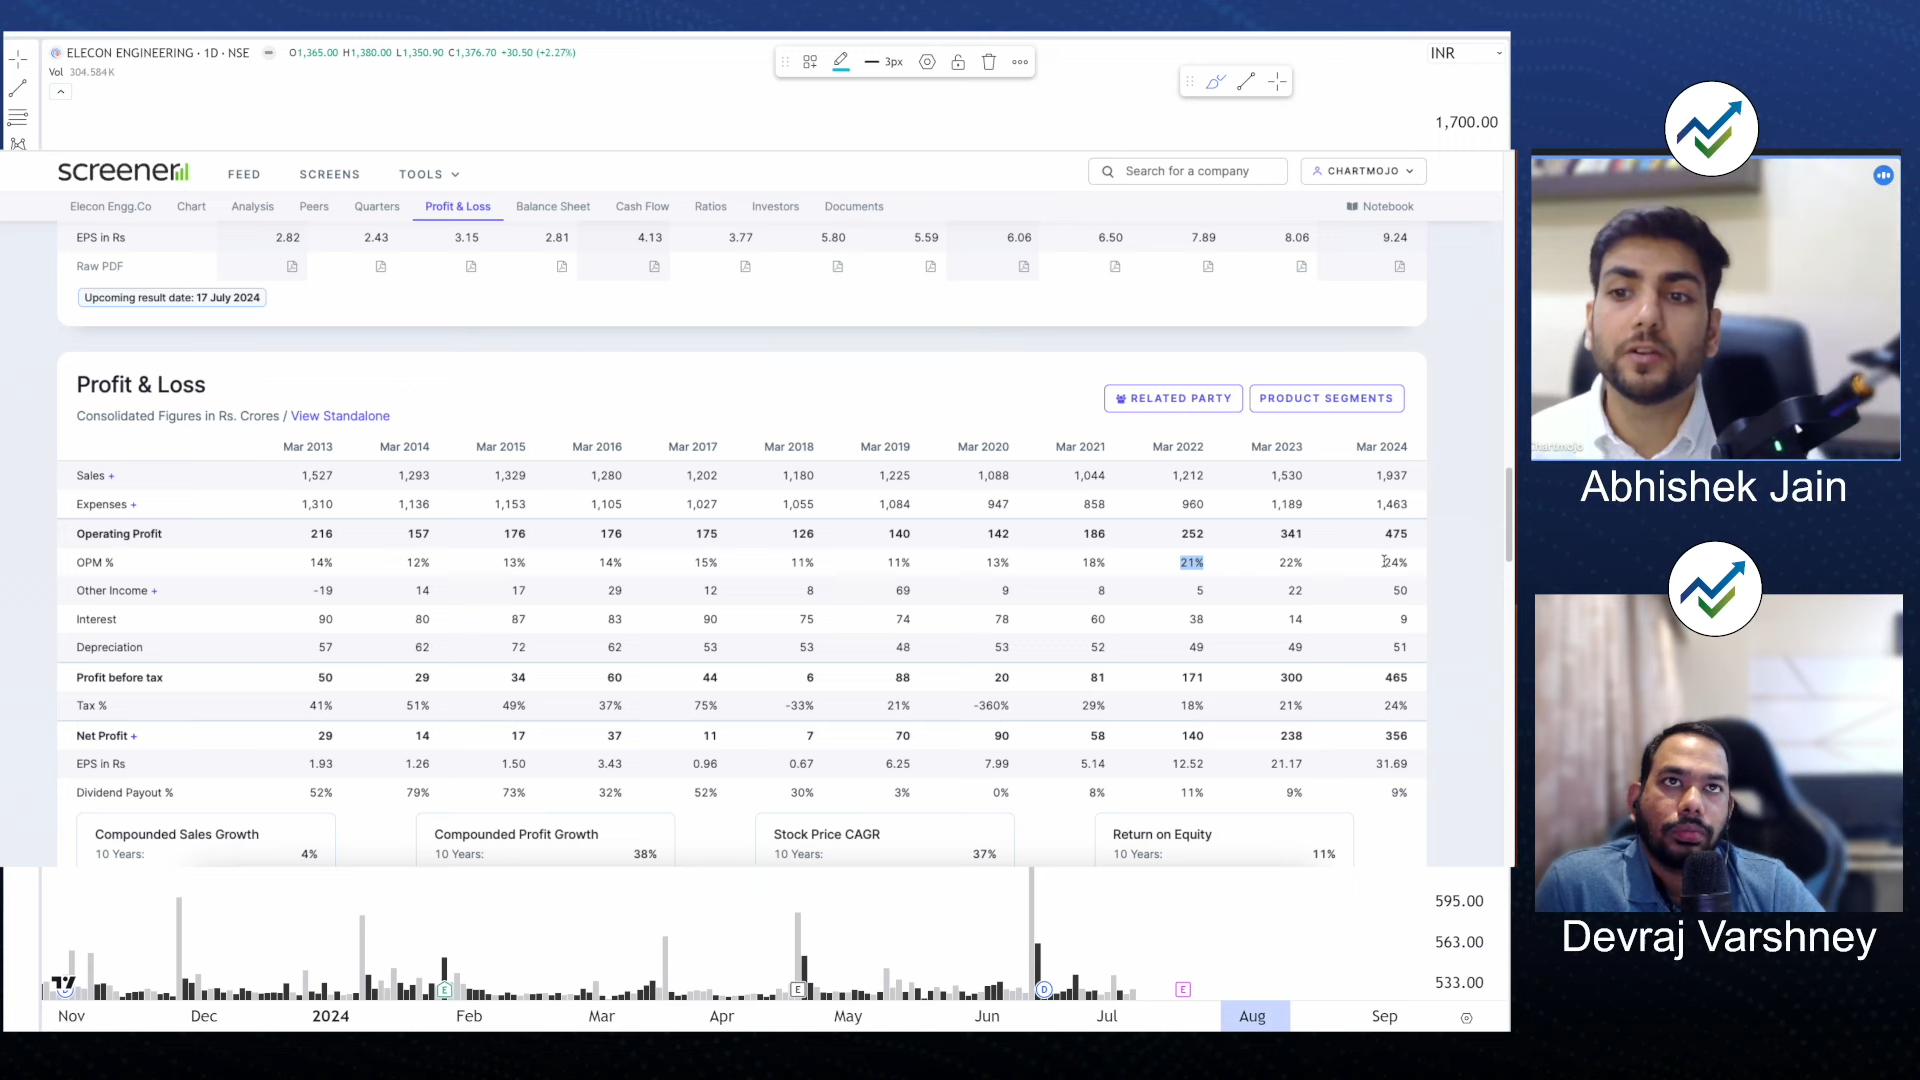 ELECON ENGINEERING · 1D · NSE O1,365.00 H1,380.00 L1,350.90 C1,376.70 +30.50 (+2.27%)
Vol 304.584K
3px
INR
1,700.00
screener FEED SCREENS TOOLS Search for a company CHARTMOJO
Elecon Engg.Co Chart Analysis Peers Quarters Profit & Loss Balance Sheet Cash Flow Ratios Investors Documents Notebook
EPS in Rs 2.82 2.43 3.15 2.81 4.13 3.77 5.80 5.59 6.06 6.50 7.89 8.06 9.24
Raw PDF
Upcoming result date: 17 July 2024
Profit & Loss
RELATED PARTY PRODUCT SEGMENTS
Consolidated Figures in Rs. Crores / View Standalone
Mar 2013 Mar 2014 Mar 2015 Mar 2016 Mar 2017 Mar 2018 Mar 2019 Mar 2020 Mar 2021 Mar 2022 Mar 2023 Mar 2024
Sales + 1,527 1,293 1,329 1,280 1,202 1,180 1,225 1,088 1,044 1,212 1,530 1,937
Expenses + 1,310 1,136 1,153 1,105 1,027 1,055 1,084 947 858 960 1,189 1,463
Operating Profit 216 157 176 176 175 126 140 142 186 252 341 475
OPM % 14% 12% 13% 14% 15% 11% 11% 13% 18% 21% 22% 24%
Other Income + -19 14 17 29 12 8 69 9 8 5 22 50
Interest 90 80 87 83 90 75 74 78 60 38 14 9
Depreciation 57 62 72 62 53 53 48 53 52 49 49 51
Profit before tax 50 29 34 60 44 6 88 20 81 171 300 465
Tax % 41% 51% 49% 37% 75% -33% 21% -360% 29% 18% 21% 24%
Net Profit + 29 14 17 37 11 7 70 90 58 140 238 356
EPS in Rs 1.93 1.26 1.50 3.43 0.96 0.67 6.25 7.99 5.14 12.52 21.17 31.69
Dividend Payout % 52% 79% 73% 32% 52% 30% 3% 0% 8% 11% 9% 9%
Compounded Sales Growth Compounded Profit Growth Stock Price CAGR Return on Equity
10 Years: 4% 10 Years: 38% 10 Years: 37% 10 Years: 11%
595.00
563.00
533.00
E E D E
Nov Dec 2024 Feb Mar Apr May Jun Jul Aug Sep
Chartmojo
Abhishek Jain
Devraj Varshney